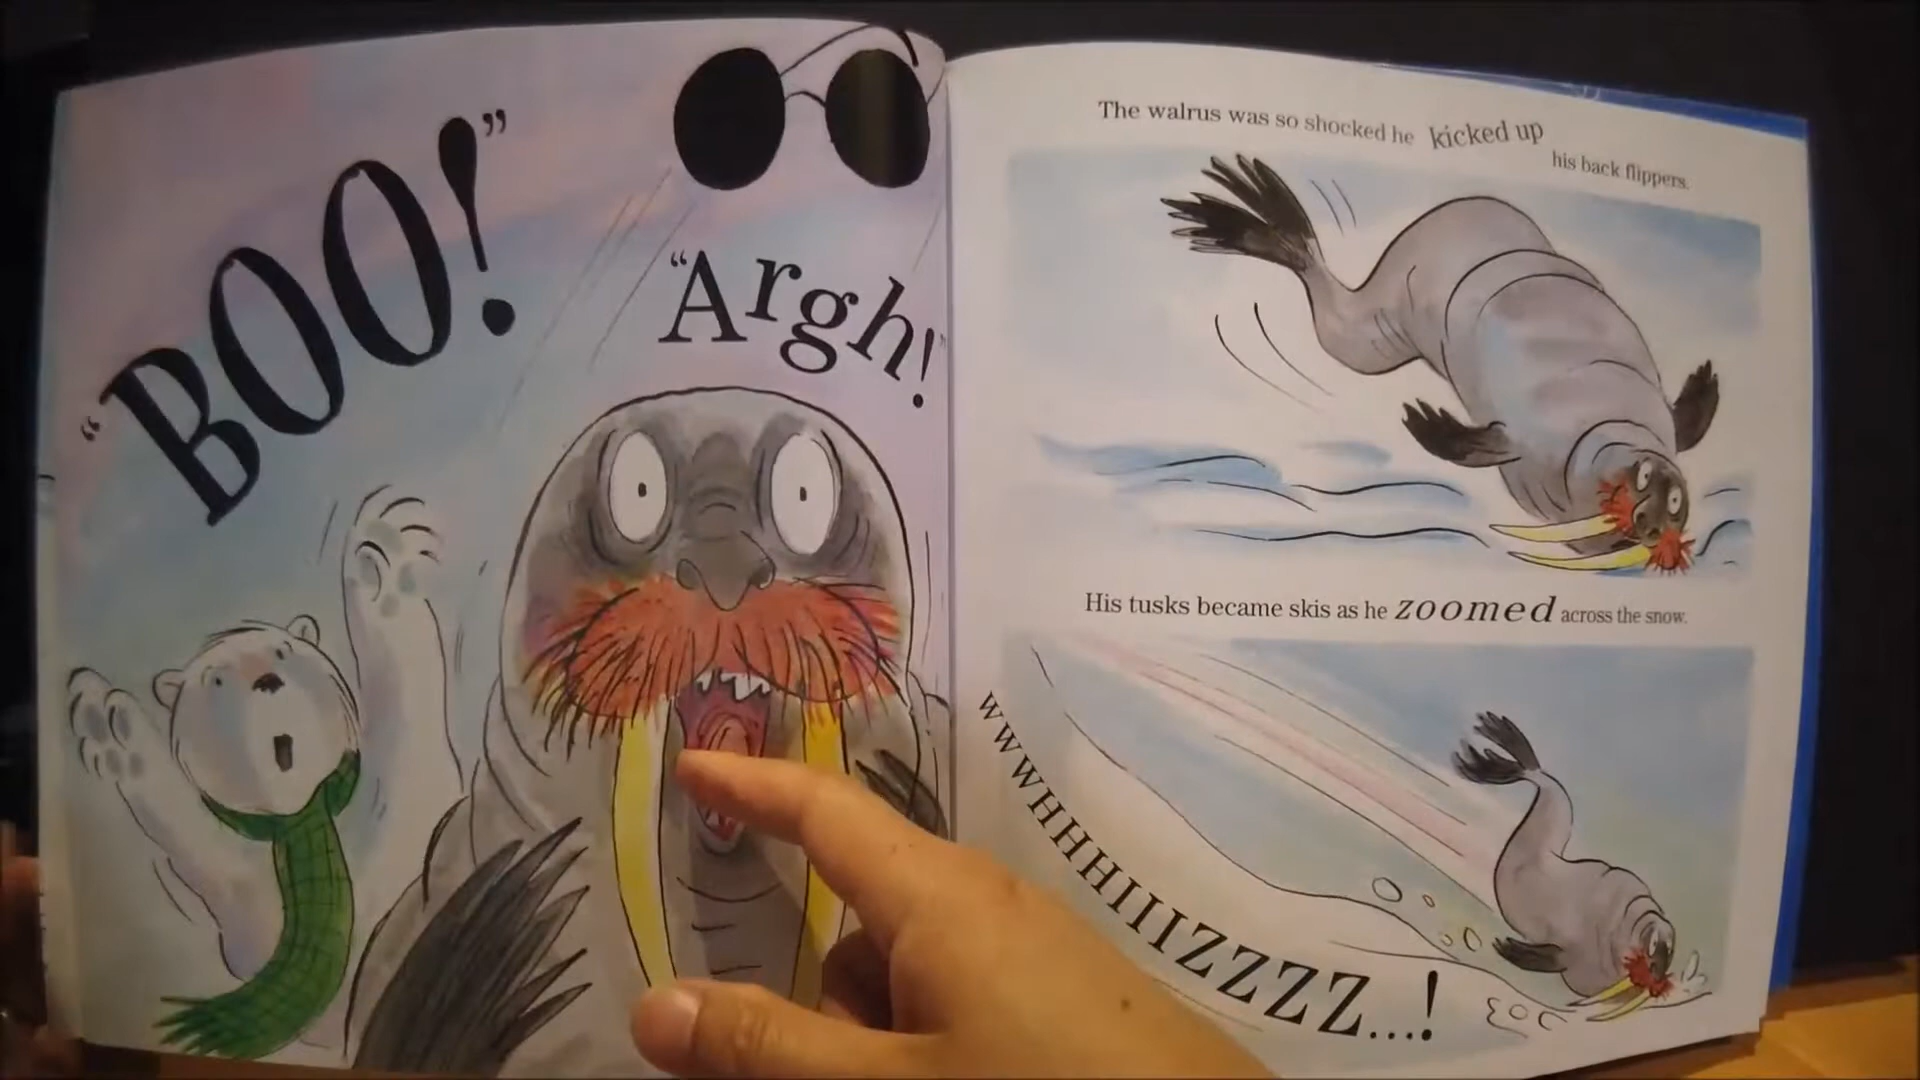 “BOO!”
“Argh!”
The walrus was so shocked he kicked up
his back flippers.
His tusks became skis as he zoomed across the snow.
WWWWHHHIIIZZZZ...!